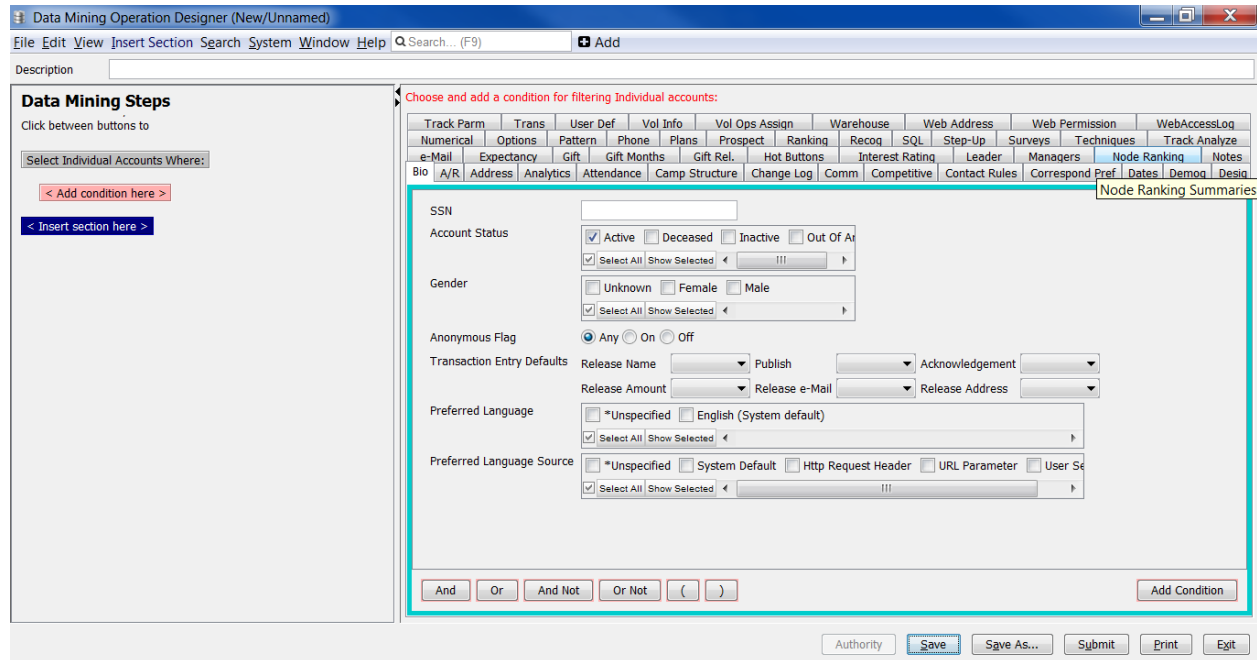 Data Mining Operation Designer (New/Unnamed)
File Edit View Insert Section Search System Window Help Search... (F9) Add
Description
Data Mining Steps
Click between buttons to
Select Individual Accounts Where:
< Add condition here >
< Insert section here >
Choose and add a condition for filtering Individual accounts:
Track Parm Trans User Def Vol Info Vol Ops Assign Warehouse Web Address Web Permission WebAccessLog
Numerical Options Pattern Phone Plans Prospect Ranking Recog SQL Step-Up Surveys Techniques Track Analyze
e-Mail Expectancy Gift Gift Months Gift Rel. Hot Buttons Interest Rating Leader Managers Node Ranking Notes
Bio A/R Address Analytics Attendance Camp Structure Change Log Comm Competitive Contact Rules Correspond Pref Dates Demog Desig
Node Ranking Summaries
SSN
Account Status Active Deceased Inactive Out Of
Select All Show Selected
Gender Unknown Female Male
Select All Show Selected
Anonymous Flag Any On Off
Transaction Entry Defaults Release Name Publish Acknowledgement
Release Amount Release e-Mail Release Address
Preferred Language *Unspecified English (System default)
Select All Show Selected
Preferred Language Source *Unspecified System Default Http Request Header URL Parameter User
Select All Show Selected
And Or And Not Or Not ( ) Add Condition
Authority Save Save As... Submit Print Exit